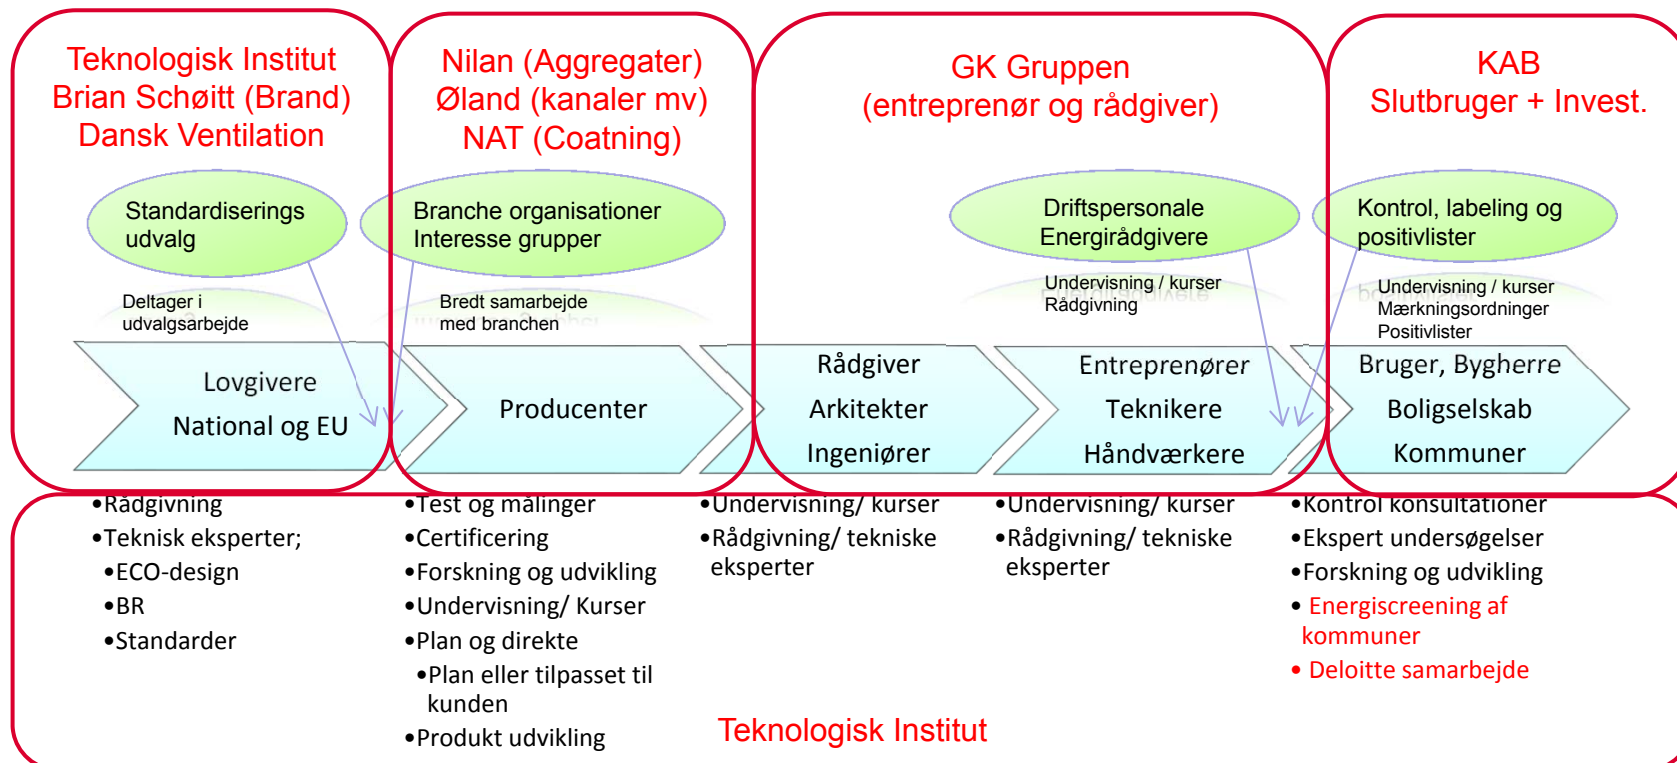 Teknologisk Institut
Brian Schøitt (Brand)
Dansk Ventilation
Nilan (Aggregater)
Øland (kanaler mv)
NAT (Coatning)
GK Gruppen
(entreprenør og rådgiver)
KAB
Slutbruger + Invest.
Standardiserings
udvalg
Branche organisationer
Interesse grupper
Driftspersonale
Energirådgivere
Kontrol, labeling og
positivlister
Deltager i
udvalgsarbejde
Bredt samarbejde
med branchen
Undervisning / kurser
Rådgivning
Undervisning / kurser
Mærkningsordninger
Positivlister
Lovgivere
National og EU
Producenter
Rådgiver
Arkitekter
Ingeniører
Entreprenører
Teknikere
Håndværkere
Bruger, Bygherre
Boligselskab
Kommuner
•Rådgivning
•Teknisk eksperter;
•ECO-design
•BR
•Standarder
•Test og målinger
•Certificering
•Forskning og udvikling
•Undervisning/ Kurser
•Plan og direkte
•Plan eller tilpasset til
kunden
•Produkt udvikling
•Undervisning/ kurser
•Rådgivning/ tekniske
eksperter
•Undervisning/ kurser
•Rådgivning/ tekniske
eksperter
•Kontrol konsultationer
•Ekspert undersøgelser
•Forskning og udvikling
• Energiscreening af
kommuner
• Deloitte samarbejde
Teknologisk Institut